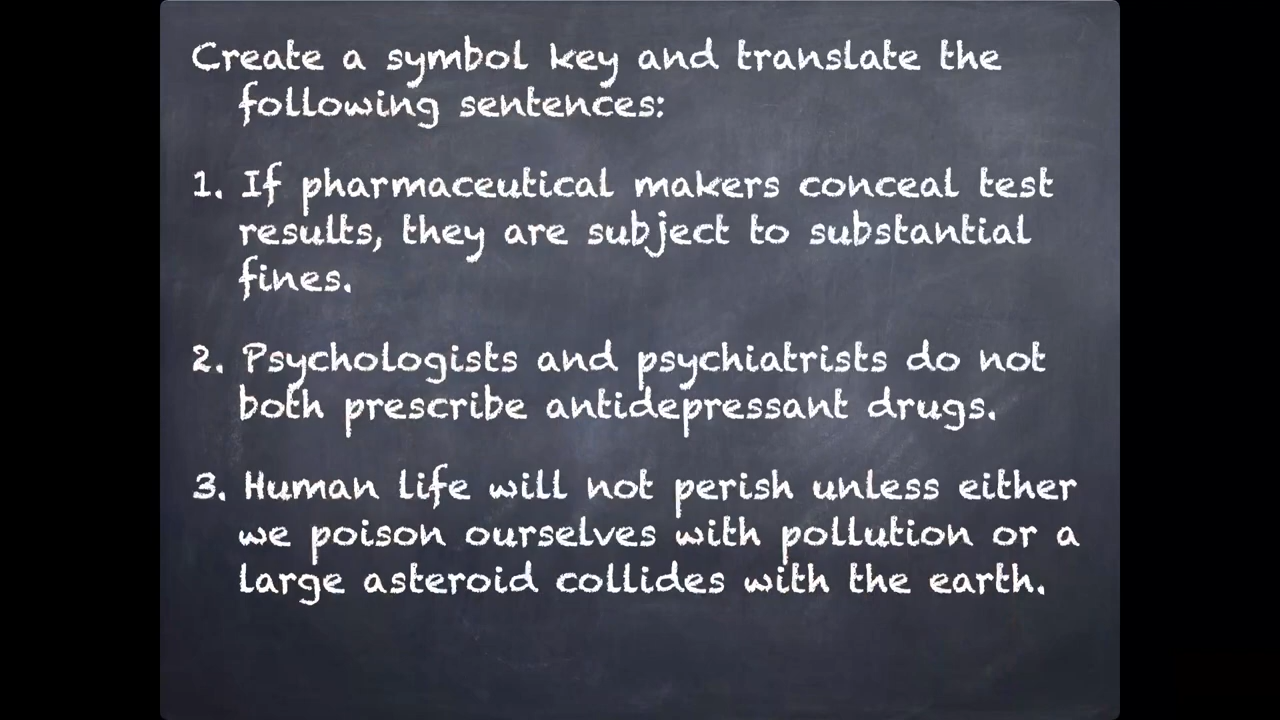 Create a symbol key and translate the
following sentences:
1. If pharmaceutical makers conceal test
results, they are subject to substantial
fines.
2. Psychologists and psychiatrists do not
both prescribe antidepressant drugs.
3. Human life will not perish unless either
we poison ourselves with pollution or a
large asteroid collides with the earth.